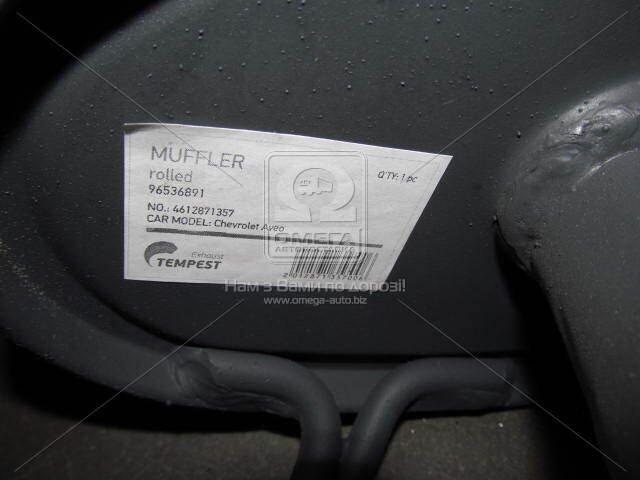 MUFFLER
rolled
96536891
Q'TY: 1 pc
NO.: 4612871357
CAR MODEL: Chevrolet Aveo
Exhaust
TEMPEST
OMEGA
Нам з Вами по дорозі!
www.omega-auto.biz